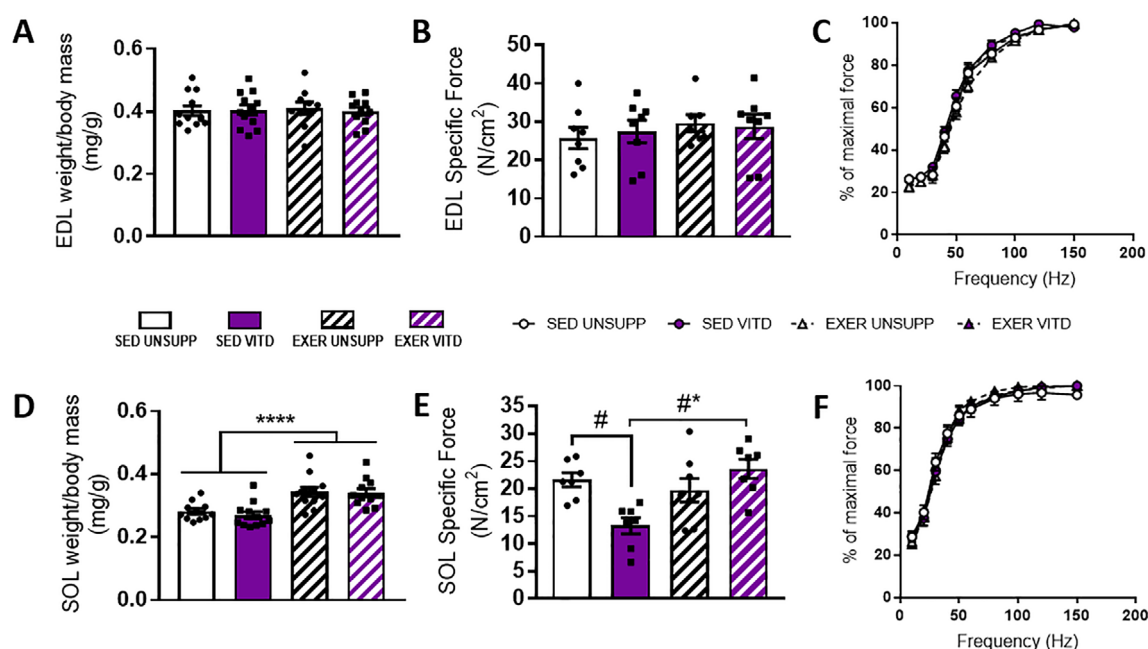 A
EDL weight/body mass
(mg/g)
0.6
0.4
0.2
0.0
B
EDL Specific Force
(N/cm²)
50
40
30
20
10
0
C
% of maximal force
100
80
60
40
20
0
0 50 100 150 200
Frequency (Hz)
SED UNSUPP SED VITD EXER UNSUPP EXER VITD
SED UNSUPP SED VITD EXER UNSUPP EXER VITD
D
SOL weight/body mass
(mg/g)
0.6
0.4
0.2
0.0
****
E
SOL Specific Force
(N/cm²)
35
30
25
20
15
10
5
0
#
#*
F
% of maximal force
100
80
60
40
20
0
0 50 100 150 200
Frequency (Hz)